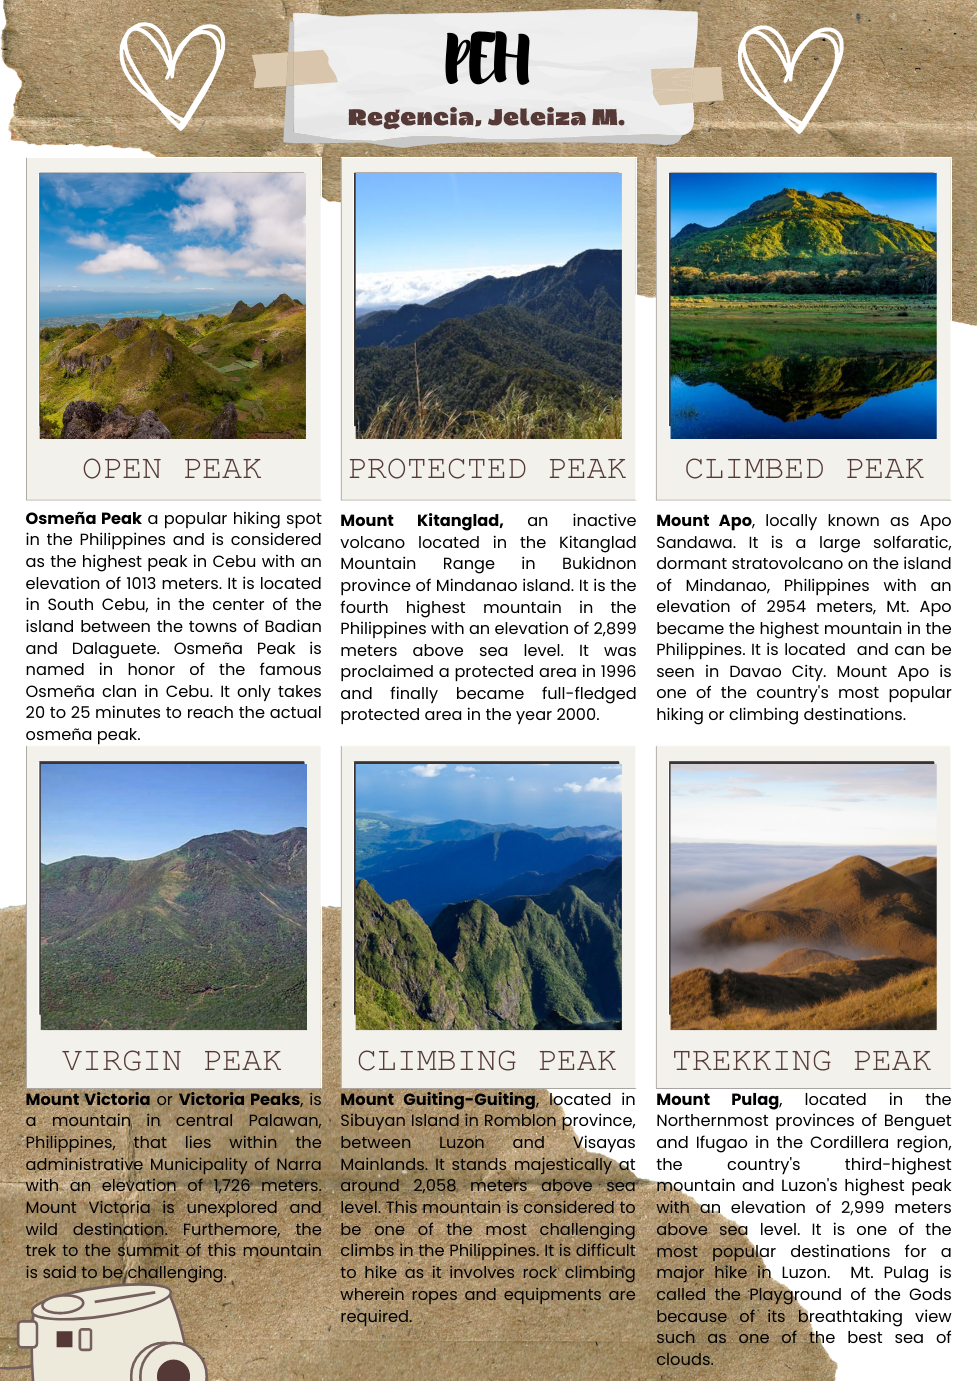 PEH
Regencia, Jeleiza M.
OPEN PEAK
Osmeña Peak a popular hiking spot
in the Philippines and is considered
as the highest peak in Cebu with an
elevation of 1013 meters. It is located
in South Cebu, in the center of the
island between the towns of Badian
and Dalaguete. Osmeña Peak is
named in honor of the famous
Osmeña clan in Cebu. It only takes
20 to 25 minutes to reach the actual
osmeña peak.
PROTECTED PEAK
Mount Kitanglad, an inactive
volcano located in the Kitanglad
Mountain Range in Bukidnon
province of Mindanao island. It is the
fourth highest mountain in the
Philippines with an elevation of 2,899
meters above sea level. It was
proclaimed a protected area in 1996
and finally became full-fledged
protected area in the year 2000.
CLIMBED PEAK
Mount Apo, locally known as Apo
Sandawa. It is a large solfaratic,
dormant stratovolcano on the island
of Mindanao, Philippines with an
elevation of 2954 meters, Mt. Apo
became the highest mountain in the
Philippines. It is located and can be
seen in Davao City. Mount Apo is
one of the country's most popular
hiking or climbing destinations.
VIRGIN PEAK
Mount Victoria or Victoria Peaks, is
a mountain in central Palawan,
Philippines, that lies within the
administrative Municipality of Narra
with an elevation of 1,726 meters.
Mount Victoria is unexplored and
wild destination. Furthermore, the
trek to the summit of this mountain
is said to be challenging.
CLIMBING PEAK
Mount Guiting-Guiting, located in
Sibuyan Island in Romblon province,
between Luzon and Visayas
Mainlands. It stands majestically at
around 2,058 meters above sea
level. This mountain is considered to
be one of the most challenging
climbs in the Philippines. It is difficult
to hike as it involves rock climbing
wherein ropes and equipments are
required.
TREKKING PEAK
Mount Pulag, located in the
Northernmost provinces of Benguet
and Ifugao in the Cordillera region,
the country's third-highest
mountain and Luzon's highest peak
with an elevation of 2,999 meters
above sea level. It is one of the
most popular destinations for a
major hike in Luzon. Mt. Pulag is
called the Playground of the Gods
because of its breathtaking view
such as one of the best sea of
clouds.